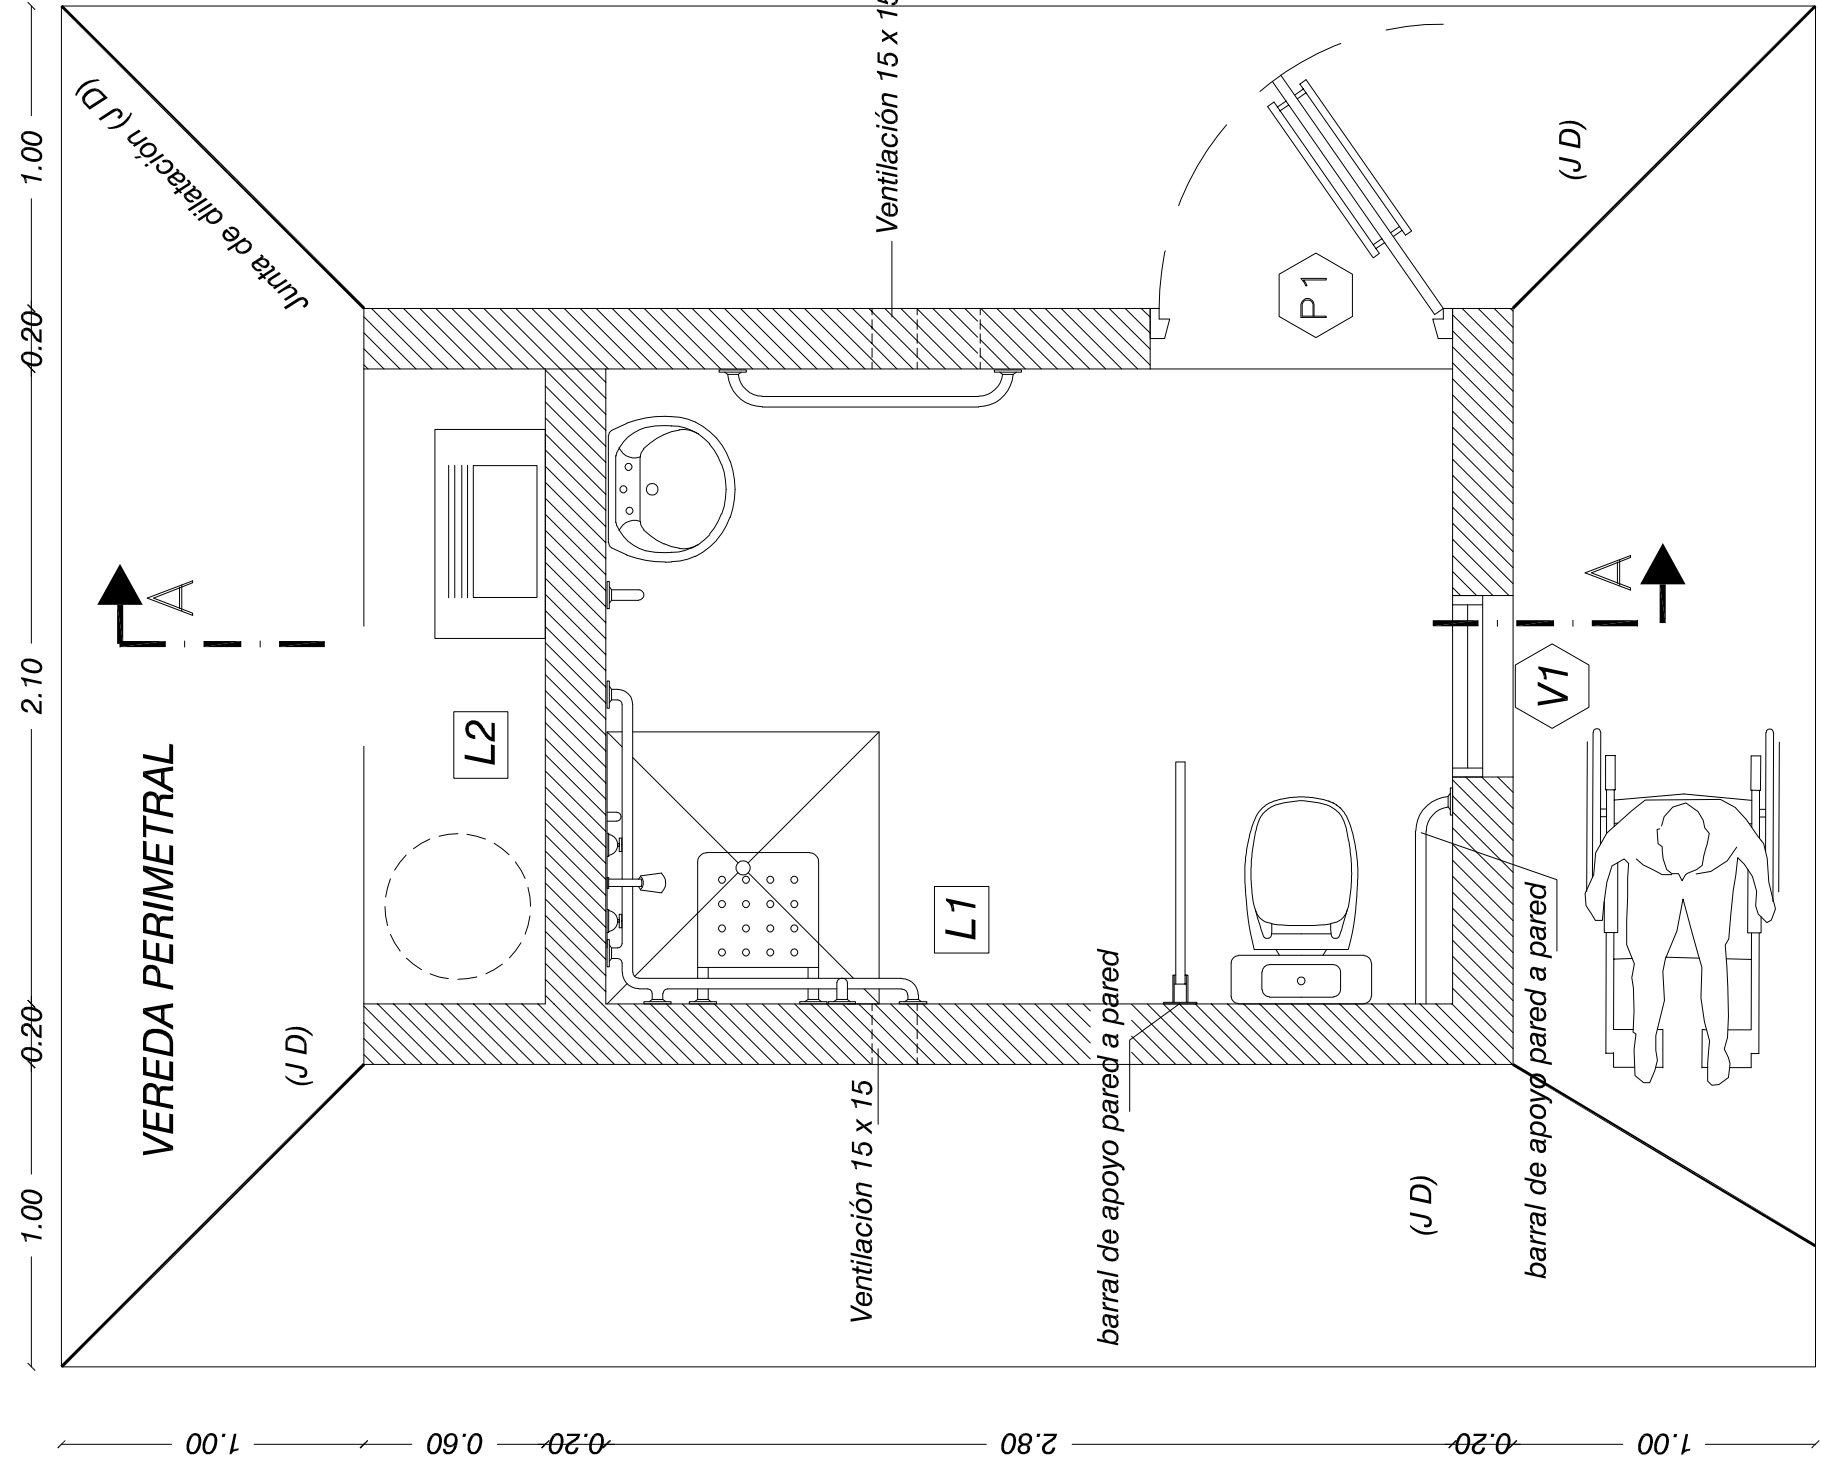 1.00
0.20
2.10
0.20
1.00
Junta de dilatación (J D)
Ventilación 15 x 15
(J D)
P1
A
A
L2
V1
VEREDA PERIMETRAL
L1
(J D)
Ventilación 15 x 15
barral de apoyo pared a pared
barral de apoyo pared a pared
(J D)
1.00
0.60
0.20
2.80
0.20
1.00